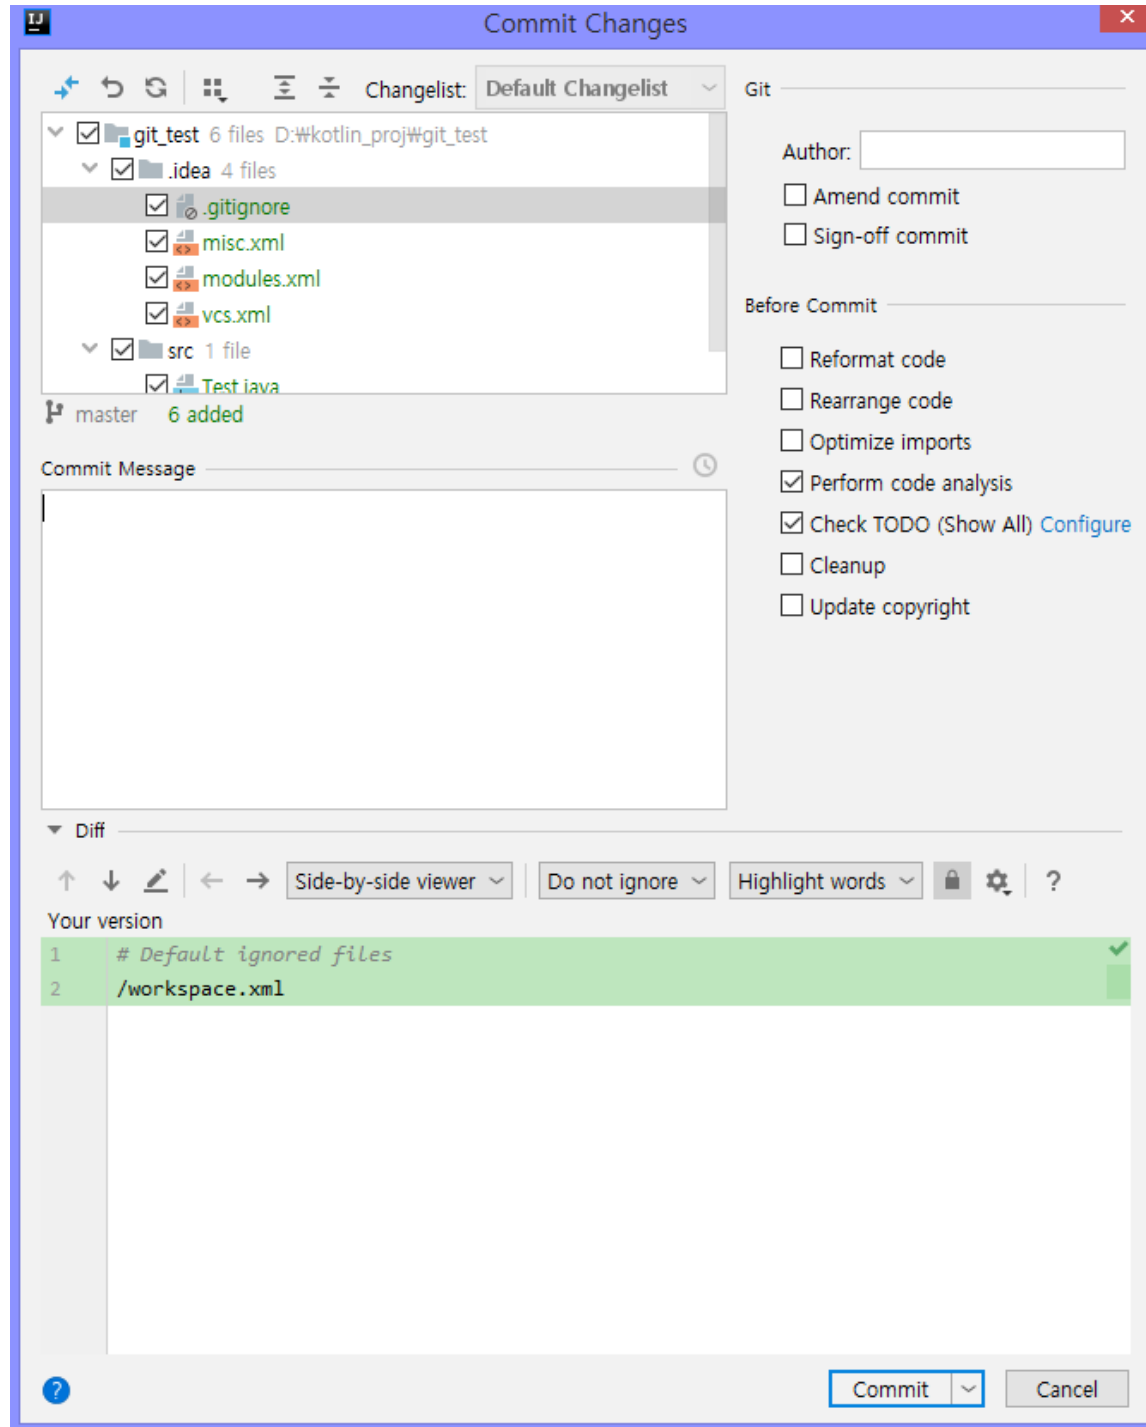 IJ
Commit Changes
Changelist: Default Changelist
git_test 6 files D:₩kotlin_proj₩git_test
.idea 4 files
.gitignore
misc.xml
modules.xml
vcs.xml
src 1 file
Test.java
master 6 added
Git
Author:
Amend commit
Sign-off commit
Before Commit
Reformat code
Rearrange code
Optimize imports
Perform code analysis
Check TODO (Show All) Configure
Cleanup
Update copyright
Commit Message
Diff
Side-by-side viewer Do not ignore Highlight words ?
Your version
1 # Default ignored files
2 /workspace.xml
? Commit Cancel